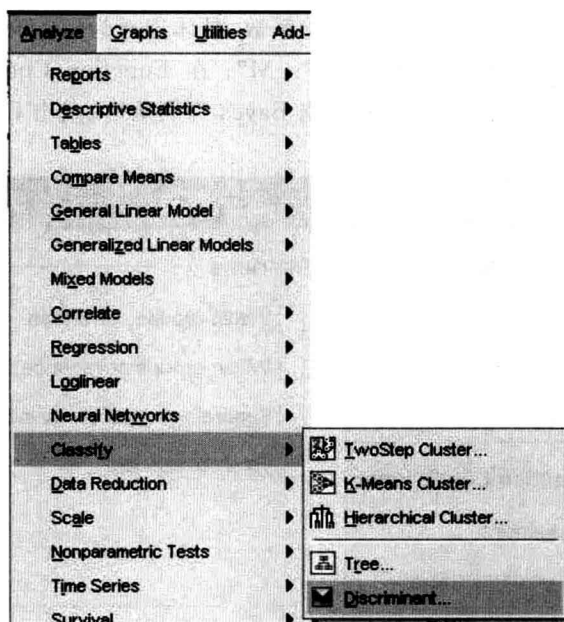 Analyze Graphs Utilities Add-
Reports
Descriptive Statistics
Tables
Compare Means
General Linear Model
Generalized Linear Models
Mixed Models
Correlate
Regression
Loglinear
Neural Networks
Classify
Data Reduction
Scale
Nonparametric Tests
Time Series
Survival
TwoStep Cluster...
K-Means Cluster...
Hierarchical Cluster...
Tree...
Discriminant...